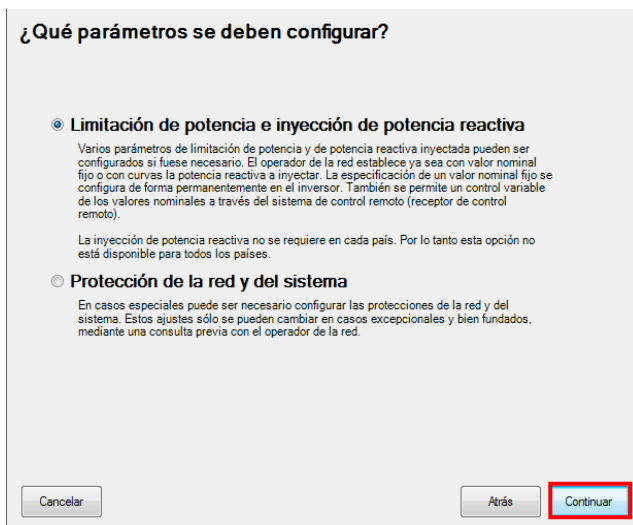 ¿Qué parámetros se deben configurar?
Limitación de potencia e inyección de potencia reactiva
Varios parámetros de limitación de potencia y de potencia reactiva inyectada pueden ser
configurados si fuese necesario. El operador de la red establece ya sea con valor nominal
fijo o con curvas la potencia reactiva a inyectar. La especificación de un valor nominal fijo se
configura de forma permanentemente en el inversor. También se permite un control variable
de los valores nominales a través del sistema de control remoto (receptor de control
remoto).
La inyección de potencia reactiva no se requiere en cada país. Por lo tanto esta opción no
está disponible para todos los países.
Protección de la red y del sistema
En casos especiales puede ser necesario configurar las protecciones de la red y del
sistema. Estos ajustes sólo se pueden cambiar en casos excepcionales y bien fundados,
mediante una consulta previa con el operador de la red.
Cancelar
Atrás
Continuar